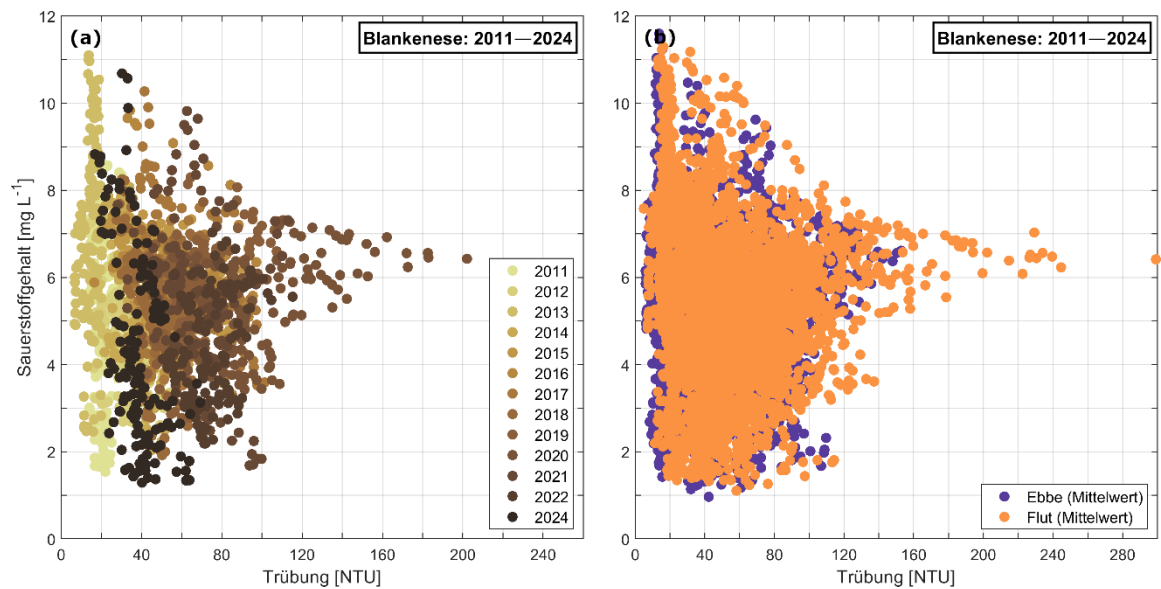 (a)
Blankenese: 2011—2024
12
10
8
6
4
2
0
Sauerstoffgehalt [mg L⁻¹]
0 40 80 120 160 200 240
Trübung [NTU]
2011
2012
2013
2014
2015
2016
2017
2018
2019
2020
2021
2022
2024
(b)
Blankenese: 2011—2024
12
10
8
6
4
2
0
0 40 80 120 160 200 240 280
Trübung [NTU]
Ebbe (Mittelwert)
Flut (Mittelwert)